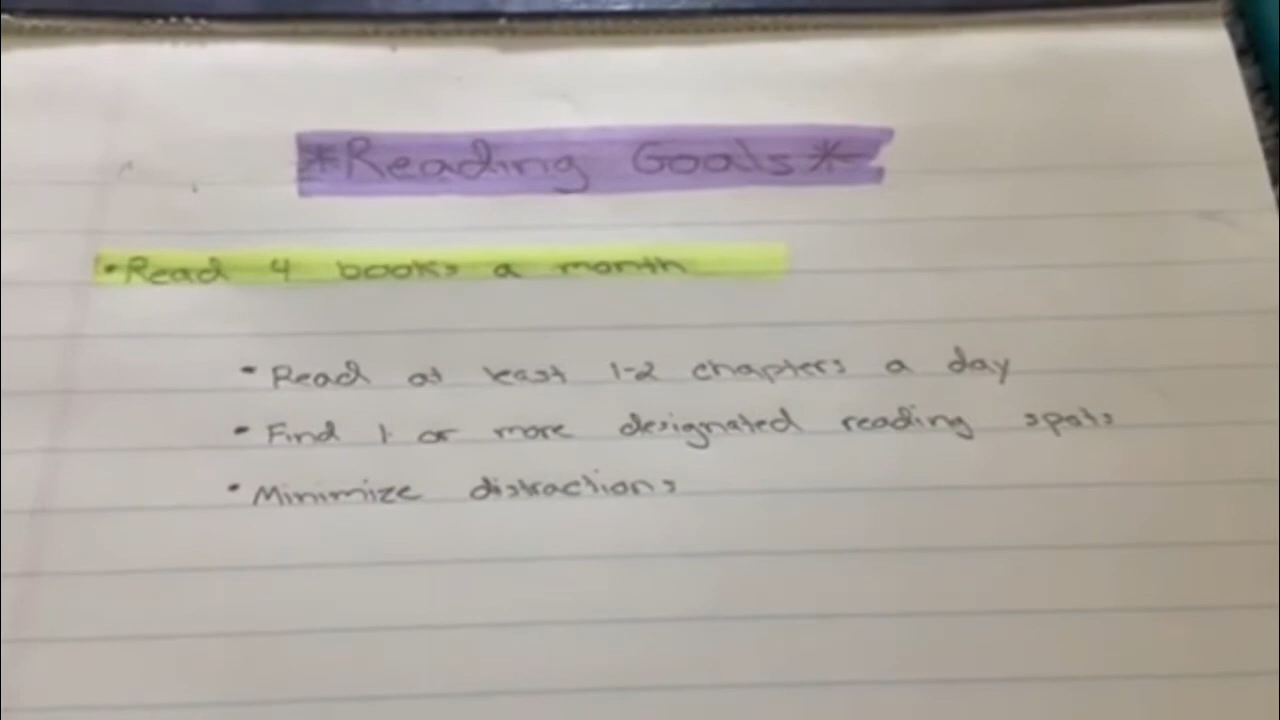 *Reading Goals*
• Read 4 books a month
• Read at least 1-2 chapters a day
• Find 1 or more designated reading spots
• Minimize distractions